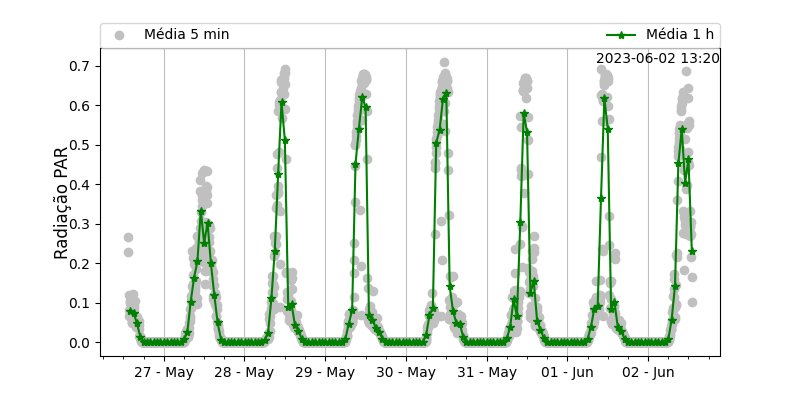 Média 5 min
Média 1 h
2023-06-02 13:20
Radiação PAR
0.7
0.6
0.5
0.4
0.3
0.2
0.1
0.0
27 - May
28 - May
29 - May
30 - May
31 - May
01 - Jun
02 - Jun